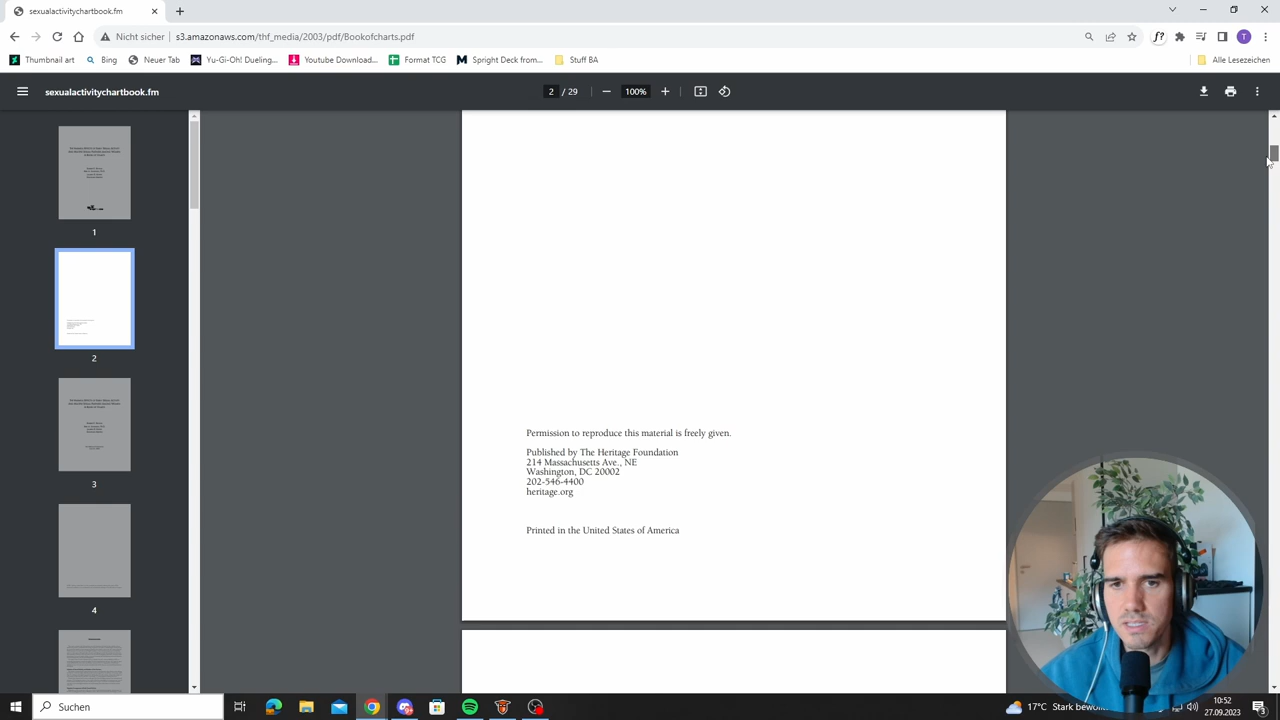 sexualactivitychartbook.fm
Nicht sicher
s3.amazonaws.com/thf_media/2003/pdf/Bookofcharts.pdf
Thumbnail art
Bing
Neuer Tab
Yu-Gi-Oh! Dueling...
Youtube Download...
Format TCG
Spright Deck from...
Stuff BA
Alle Lesezeichen
sexualactivitychartbook.fm
2 / 29
100%
1
2
3
4
Permission to reproduce this material is freely given.
Published by The Heritage Foundation
214 Massachusetts Ave., NE
Washington, DC 20002
202-546-4400
heritage.org
Printed in the United States of America
Suchen
17°C
10:52
27.09.2023
3